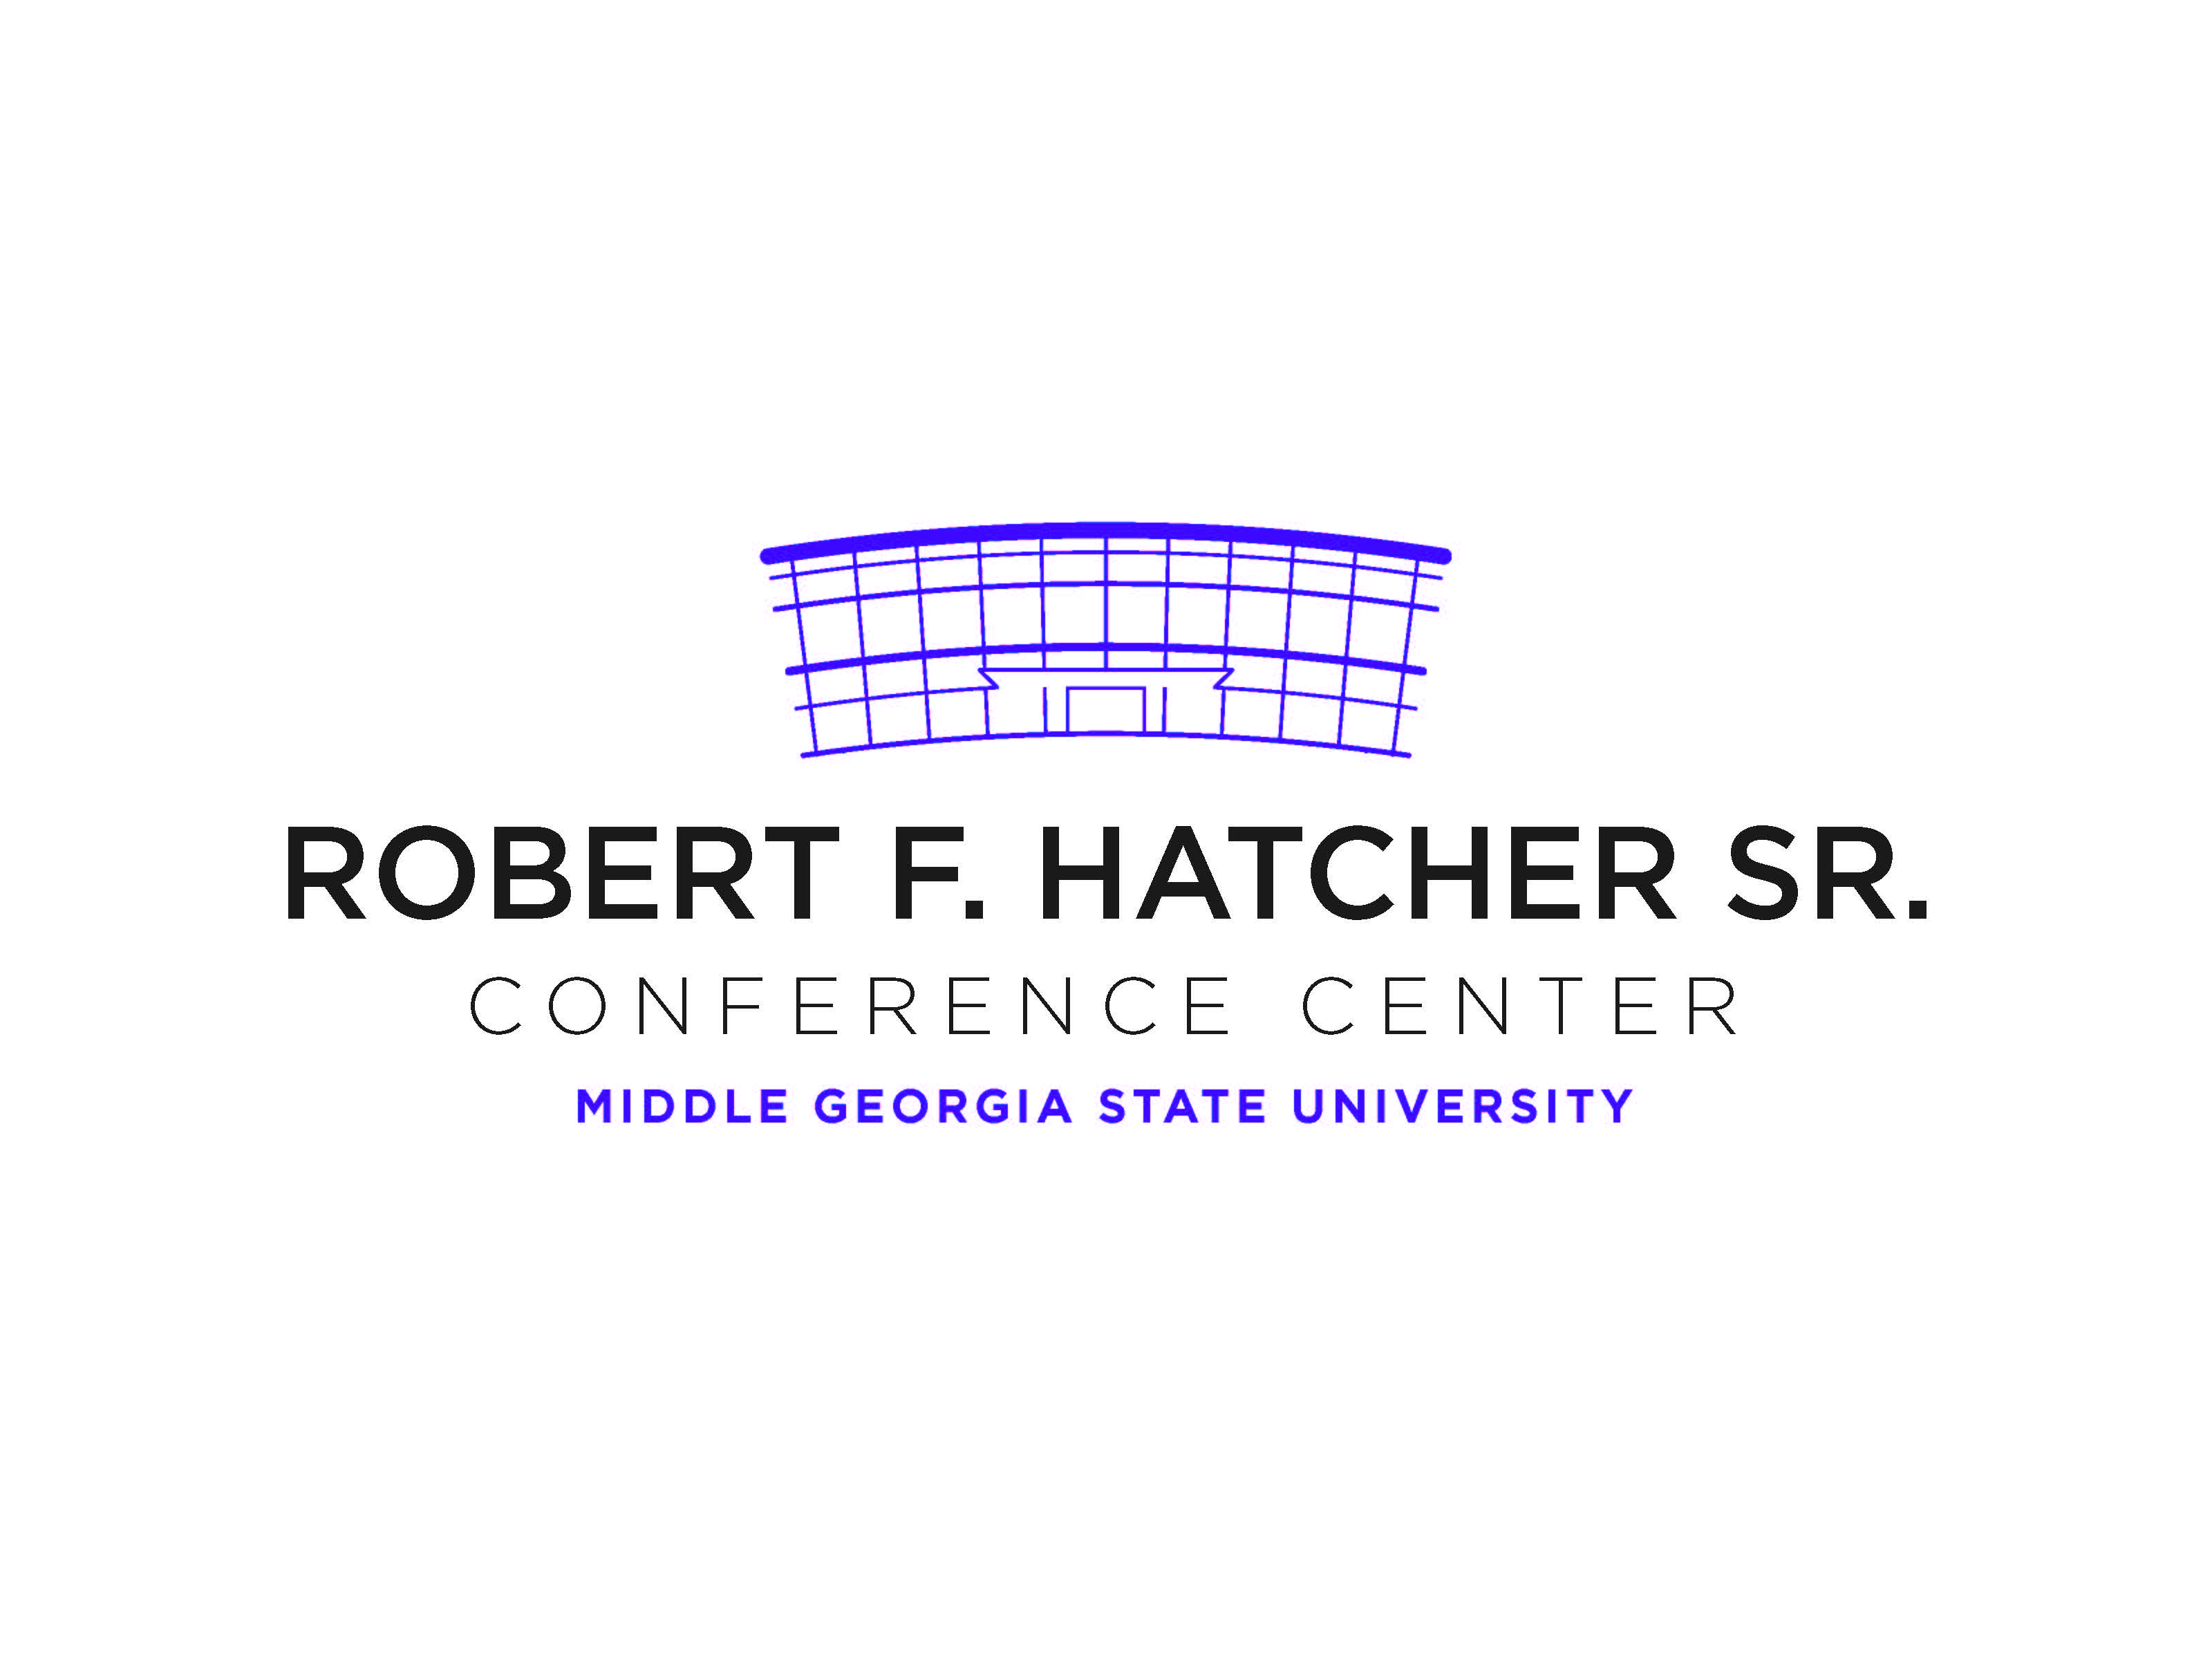 ROBERT F. HATCHER SR.
CONFERENCE CENTER
MIDDLE GEORGIA STATE UNIVERSITY